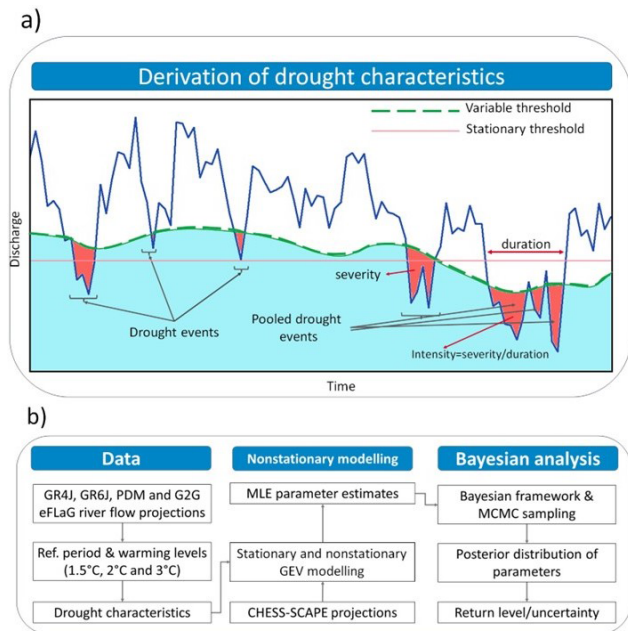 a)
Derivation of drought characteristics
Variable threshold
Stationary threshold
Discharge
duration
severity
Drought events
Pooled drought
events
Intensity=severity/duration
Time
b)
Data
GR4J, GR6J, PDM and G2G
eFLaG river flow projections
Ref. period & warming levels
(1.5°C, 2°C and 3°C)
Drought characteristics
Nonstationary modelling
MLE parameter estimates
Stationary and nonstationary
GEV modelling
CHESS-SCAPE projections
Bayesian analysis
Bayesian framework &
MCMC sampling
Posterior distribution of
parameters
Return level/uncertainty